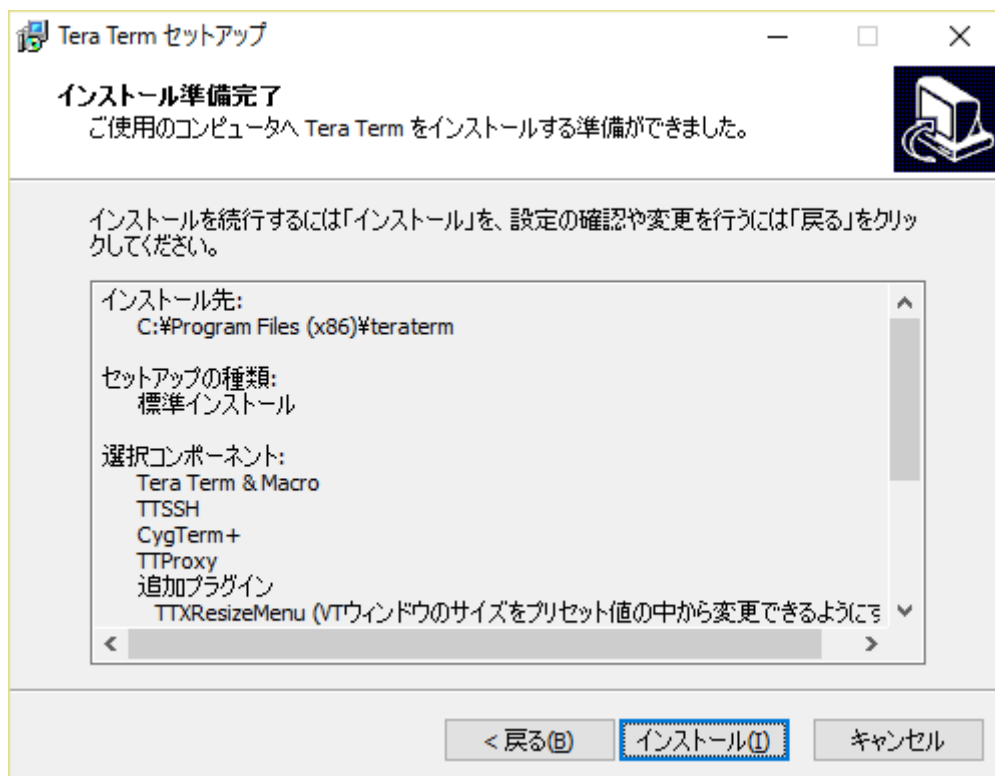 Tera Term セットアップ
インストール準備完了
ご使用のコンピュータへ Tera Term をインストールする準備ができました。
インストールを続行するには「インストール」を、設定の確認や変更を行うには「戻る」をクリッ
クしてください。
インストール先:
C:¥Program Files (x86)¥teraterm
セットアップの種類:
標準インストール
選択コンポーネント:
Tera Term & Macro
TTSSH
CygTerm+
TTProxy
追加プラグイン
TTXResizeMenu (VTウィンドウのサイズをプリセット値の中から変更できるようにす
< 戻る(B)
インストール(I)
キャンセル